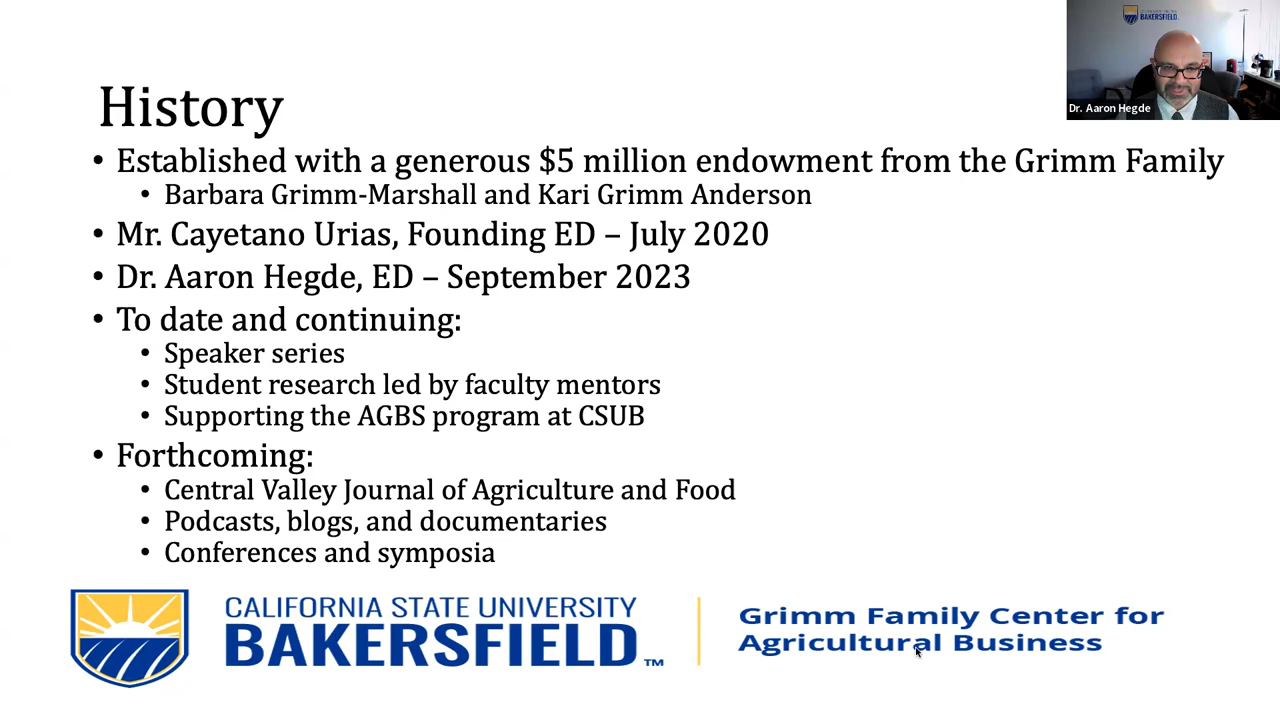 BAKERSFIELD
Dr. Aaron Hegde
History
• Established with a generous $5 million endowment from the Grimm Family
• Barbara Grimm-Marshall and Kari Grimm Anderson
• Mr. Cayetano Urias, Founding ED – July 2020
• Dr. Aaron Hegde, ED – September 2023
• To date and continuing:
• Speaker series
• Student research led by faculty mentors
• Supporting the AGBS program at CSUB
• Forthcoming:
• Central Valley Journal of Agriculture and Food
• Podcasts, blogs, and documentaries
• Conferences and symposia
CALIFORNIA STATE UNIVERSITY
BAKERSFIELD™
Grimm Family Center for
Agricultural Business